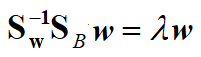 S_w^{-1} S_B w = λw